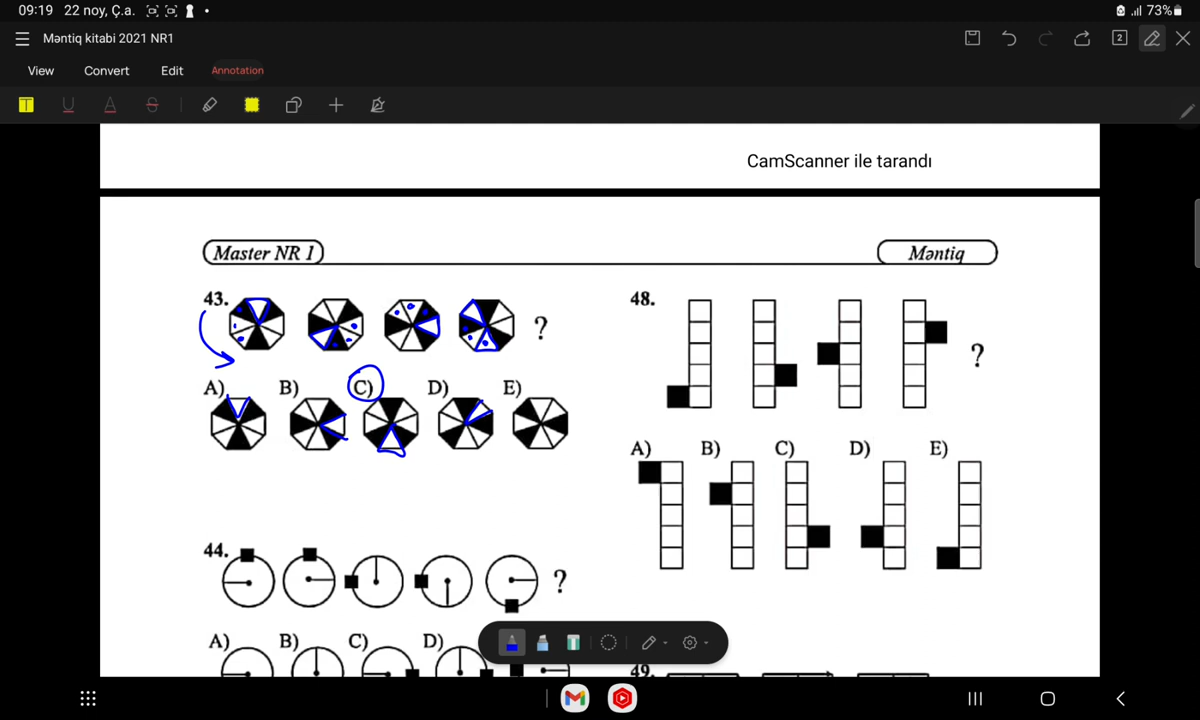 09:19 22 noy, Ç.a. 73%
Məntiq kitabi 2021 NR1
2
View Convert Edit Annotation
T U A S
CamScanner ile tarandı
Master NR I
Məntiq
43.
?
A) B) C) D) E)
44.
?
A) B) C) D)
48.
?
A) B) C) D) E)
49.